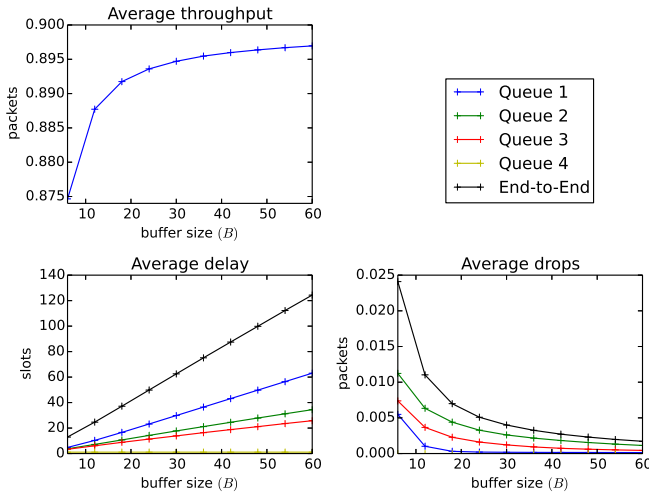 Average throughput
0.900
0.895
0.890
0.885
0.880
0.875
packets
10 20 30 40 50 60
buffer size (B)
Queue 1
Queue 2
Queue 3
Queue 4
End-to-End
Average delay
140
120
100
80
60
40
20
0
slots
10 20 30 40 50 60
buffer size (B)
Average drops
0.025
0.020
0.015
0.010
0.005
0.000
packets
10 20 30 40 50 60
buffer size (B)